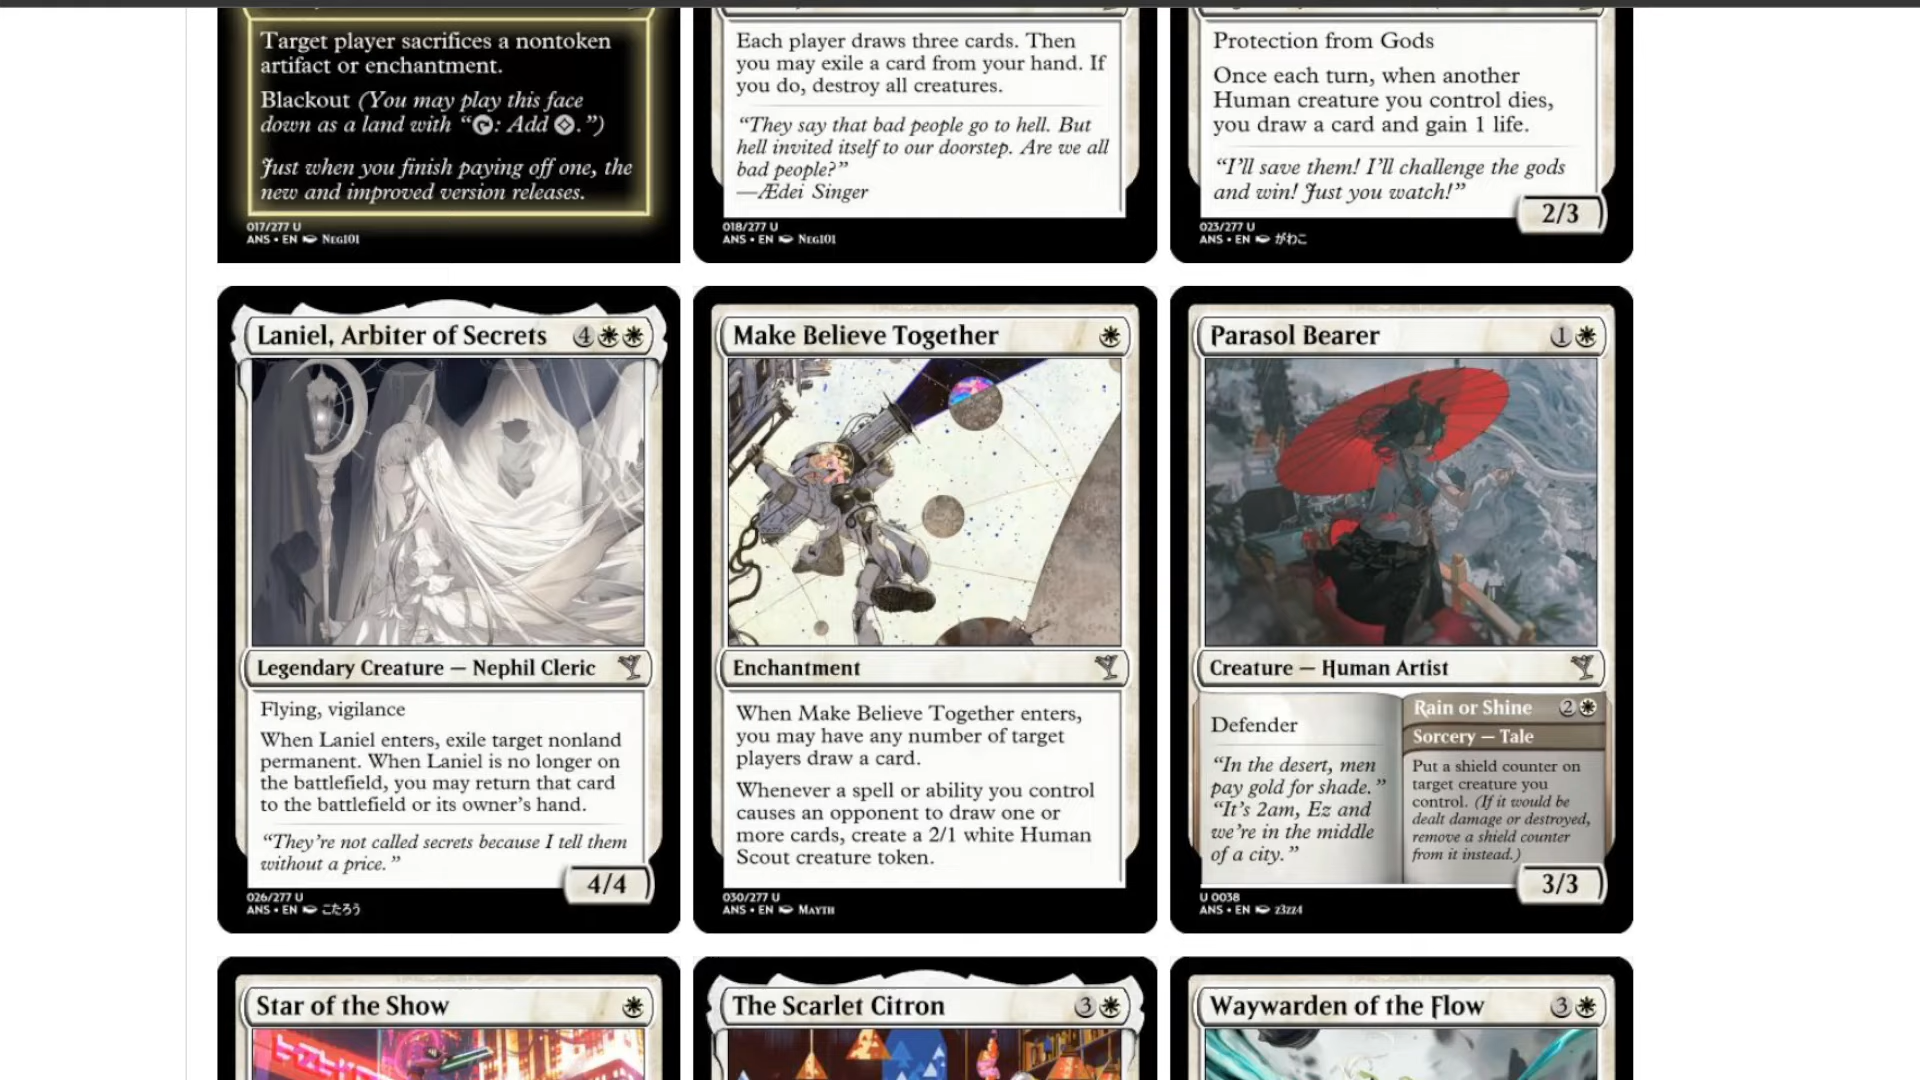 Target player sacrifices a nontoken
artifact or enchantment.
Blackout (You may play this face
down as a land with “: Add .”)
Just when you finish paying off one, the
new and improved version releases.
017/277 U
ANS • EN Neg101
Each player draws three cards. Then
you may exile a card from your hand. If
you do, destroy all creatures.
“They say that bad people go to hell. But
hell invited itself to our doorstep. Are we all
bad people?”
—Ædei Singer
018/277 U
ANS • EN Neg101
Protection from Gods
Once each turn, when another
Human creature you control dies,
you draw a card and gain 1 life.
“I’ll save them! I’ll challenge the gods
and win! Just you watch!”
2/3
023/277 U
ANS • EN がわこ
Laniel, Arbiter of Secrets 4
Legendary Creature — Nephil Cleric
Flying, vigilance
When Laniel enters, exile target nonland
permanent. When Laniel is no longer on
the battlefield, you may return that card
to the battlefield or its owner’s hand.
“They’re not called secrets because I tell them
without a price.”
4/4
026/277 U
ANS • EN こたろう
Make Believe Together
Enchantment
When Make Believe Together enters,
you may have any number of target
players draw a card.
Whenever a spell or ability you control
causes an opponent to draw one or
more cards, create a 2/1 white Human
Scout creature token.
030/277 U
ANS • EN Mayth
Parasol Bearer 1
Creature — Human Artist
Defender
“In the desert, men
pay gold for shade.”
“It’s 2am, Ez and
we’re in the middle
of a city.”
Rain or Shine 2
Sorcery — Tale
Put a shield counter on
target creature you
control. (If it would be
dealt damage or destroyed,
remove a shield counter
from it instead.)
3/3
U 0038
ANS • EN z3zz4
Star of the Show
The Scarlet Citron 3
Waywarden of the Flow 3